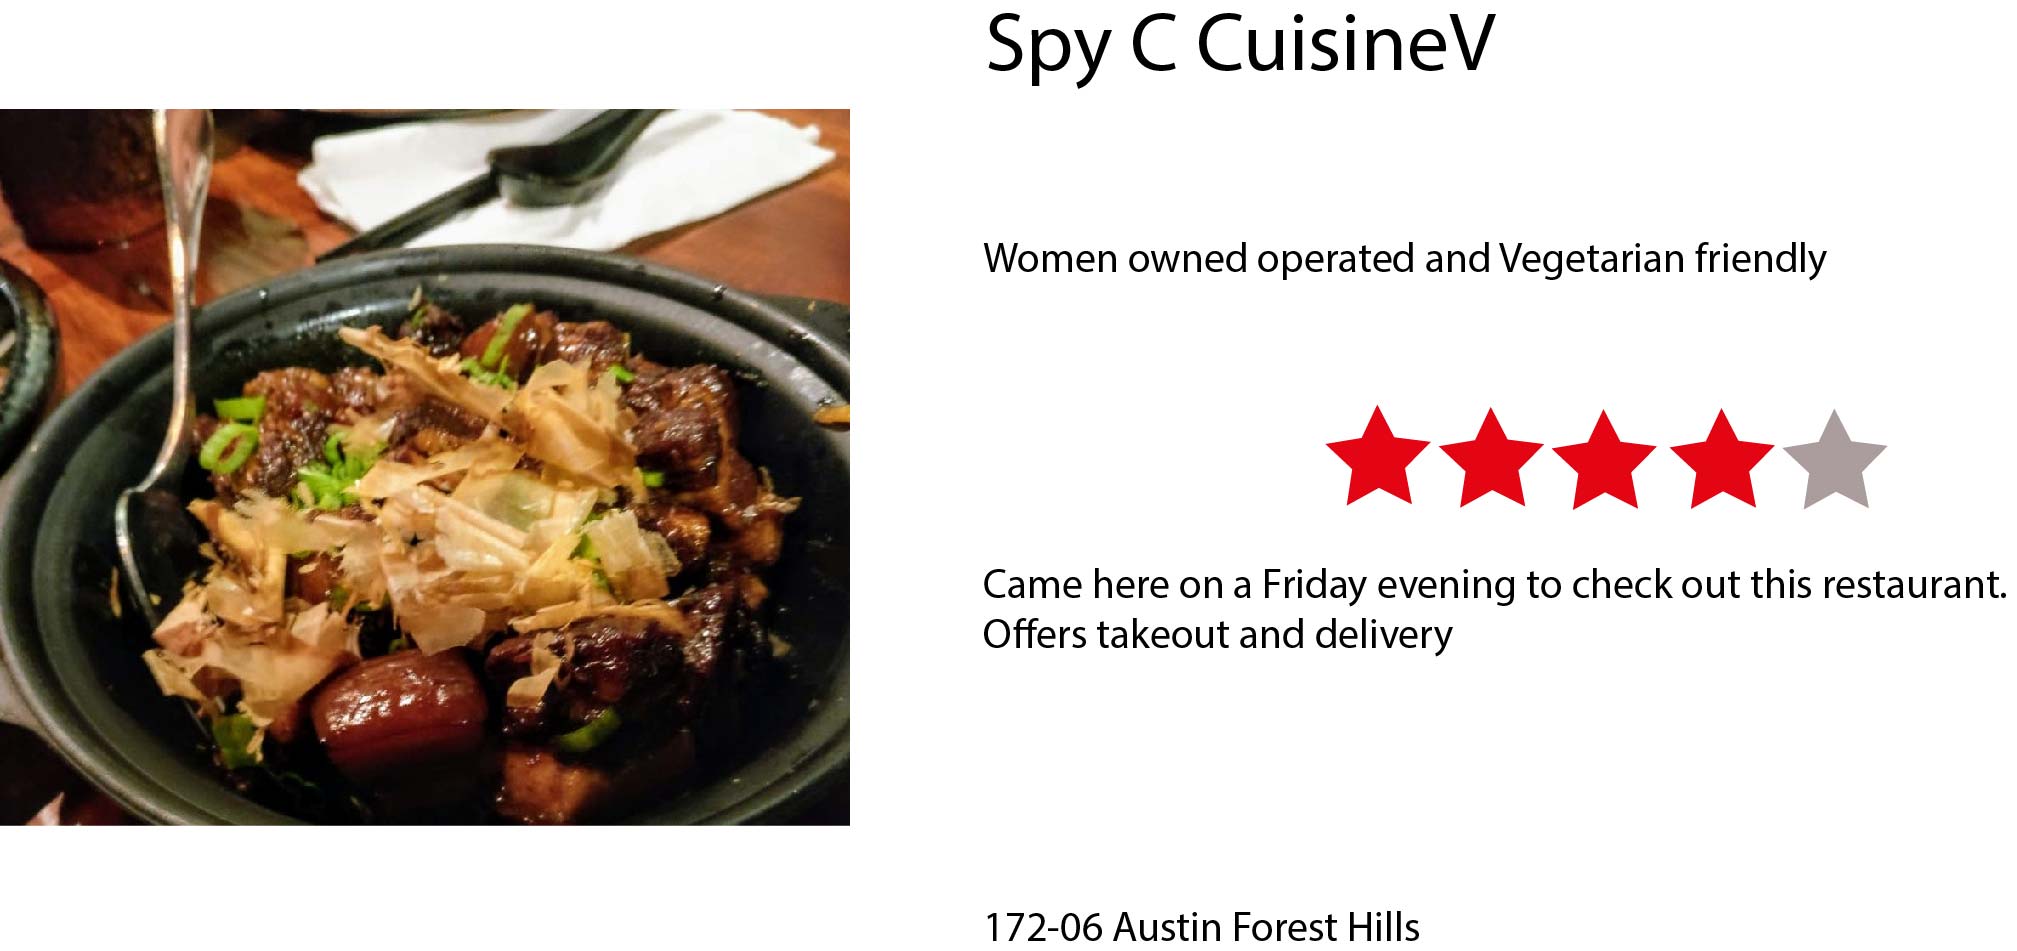 Spy C CuisineV
Women owned operated and Vegetarian friendly
Came here on a Friday evening to check out this restaurant.
Offers takeout and delivery
172-06 Austin Forest Hills